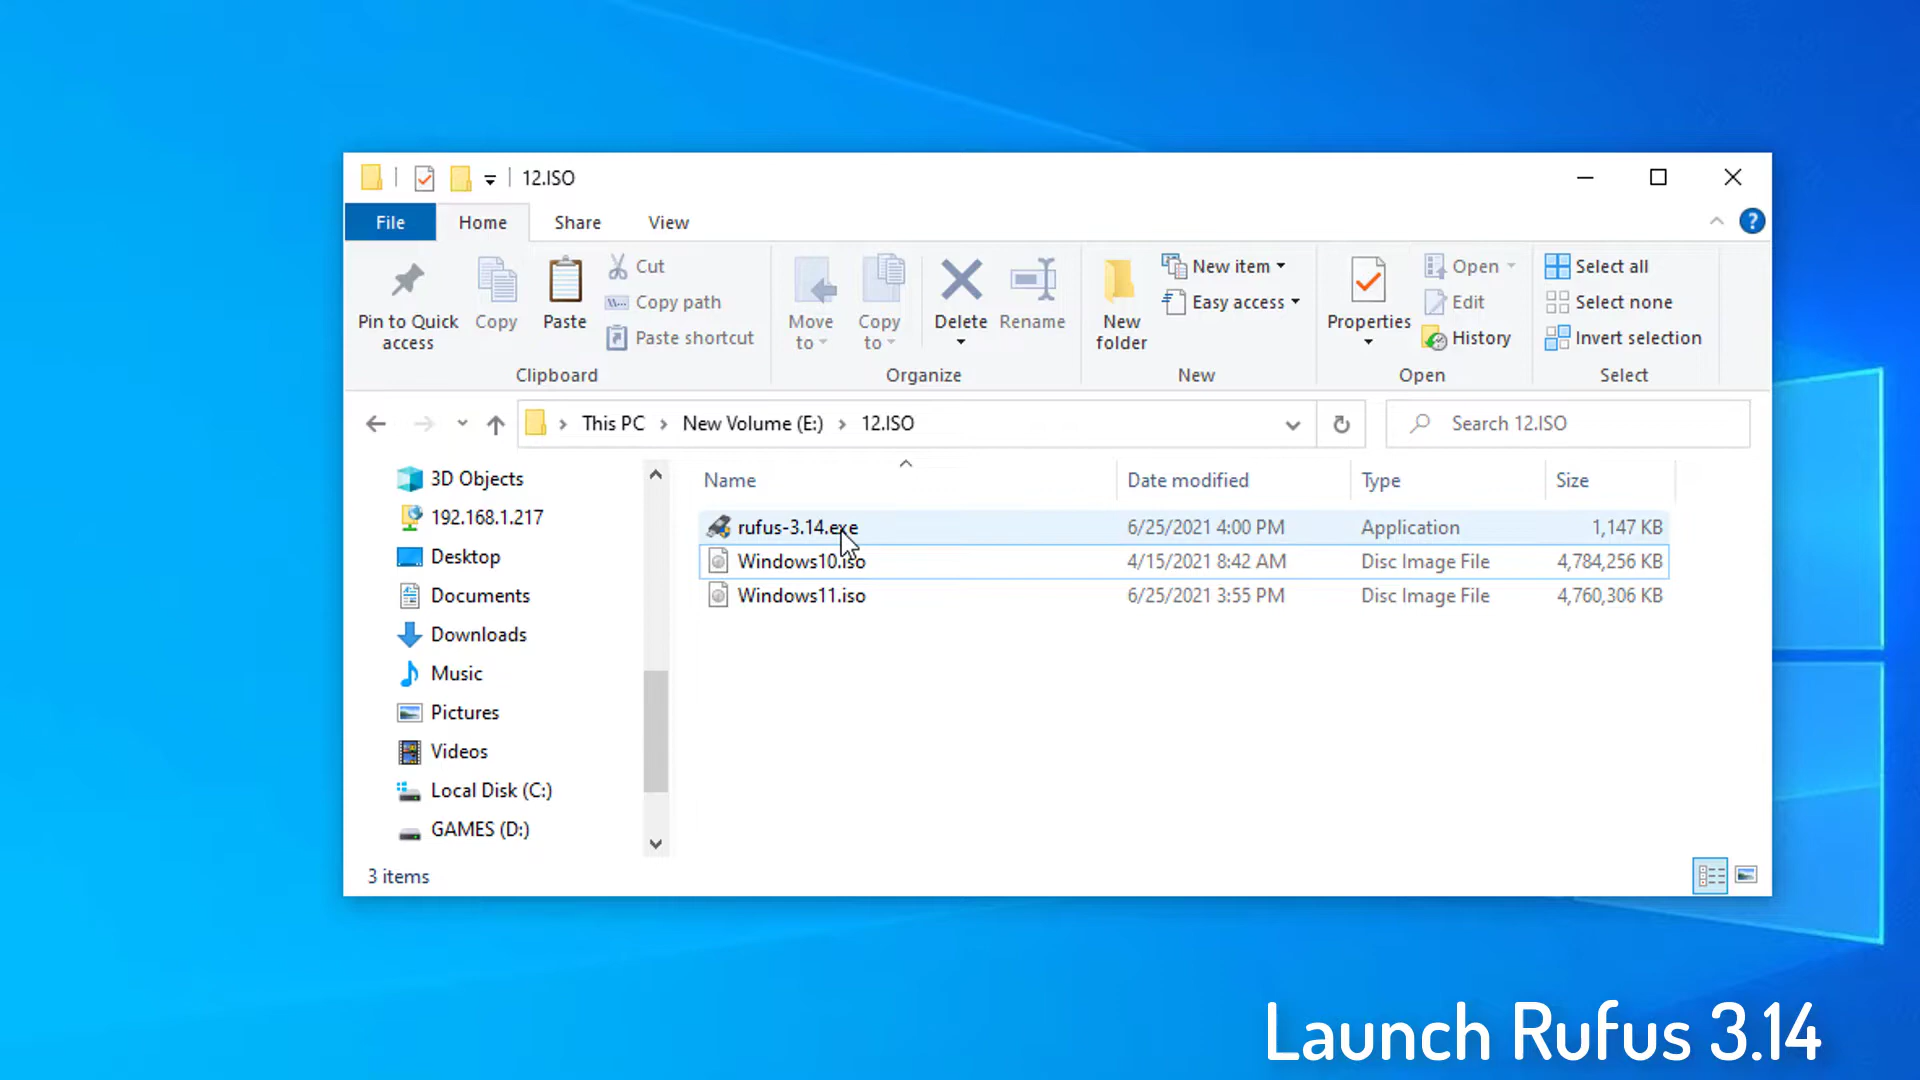 12.ISO
File Home Share View
Pin to Quick access
Copy
Paste
Cut
Copy path
Paste shortcut
Clipboard
Move to
Copy to
Delete
Rename
Organize
New folder
New item
Easy access
New
Properties
Open
Edit
History
Open
Select all
Select none
Invert selection
Select
This PC New Volume (E:) 12.ISO
Search 12.ISO
3D Objects
192.168.1.217
Desktop
Documents
Downloads
Music
Pictures
Videos
Local Disk (C:)
GAMES (D:)
Name Date modified Type Size
rufus-3.14.exe 6/25/2021 4:00 PM Application 1,147 KB
Windows10.iso 4/15/2021 8:42 AM Disc Image File 4,784,256 KB
Windows11.iso 6/25/2021 3:55 PM Disc Image File 4,760,306 KB
3 items
Launch Rufus 3.14